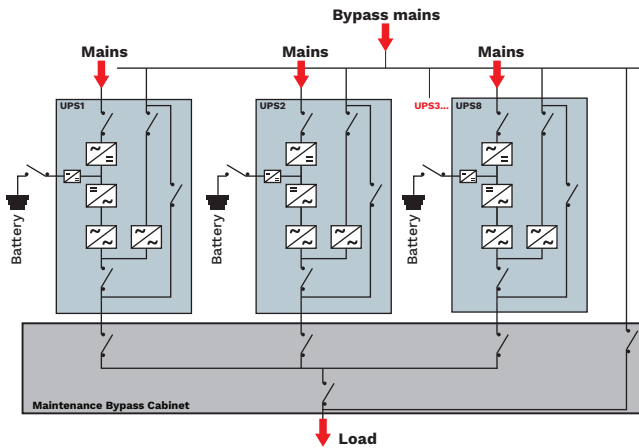 Bypass mains
Mains
Mains
Mains
UPS1
UPS2
UPS3...
UPS8
Battery
Battery
Battery
Maintenance Bypass Cabinet
Load